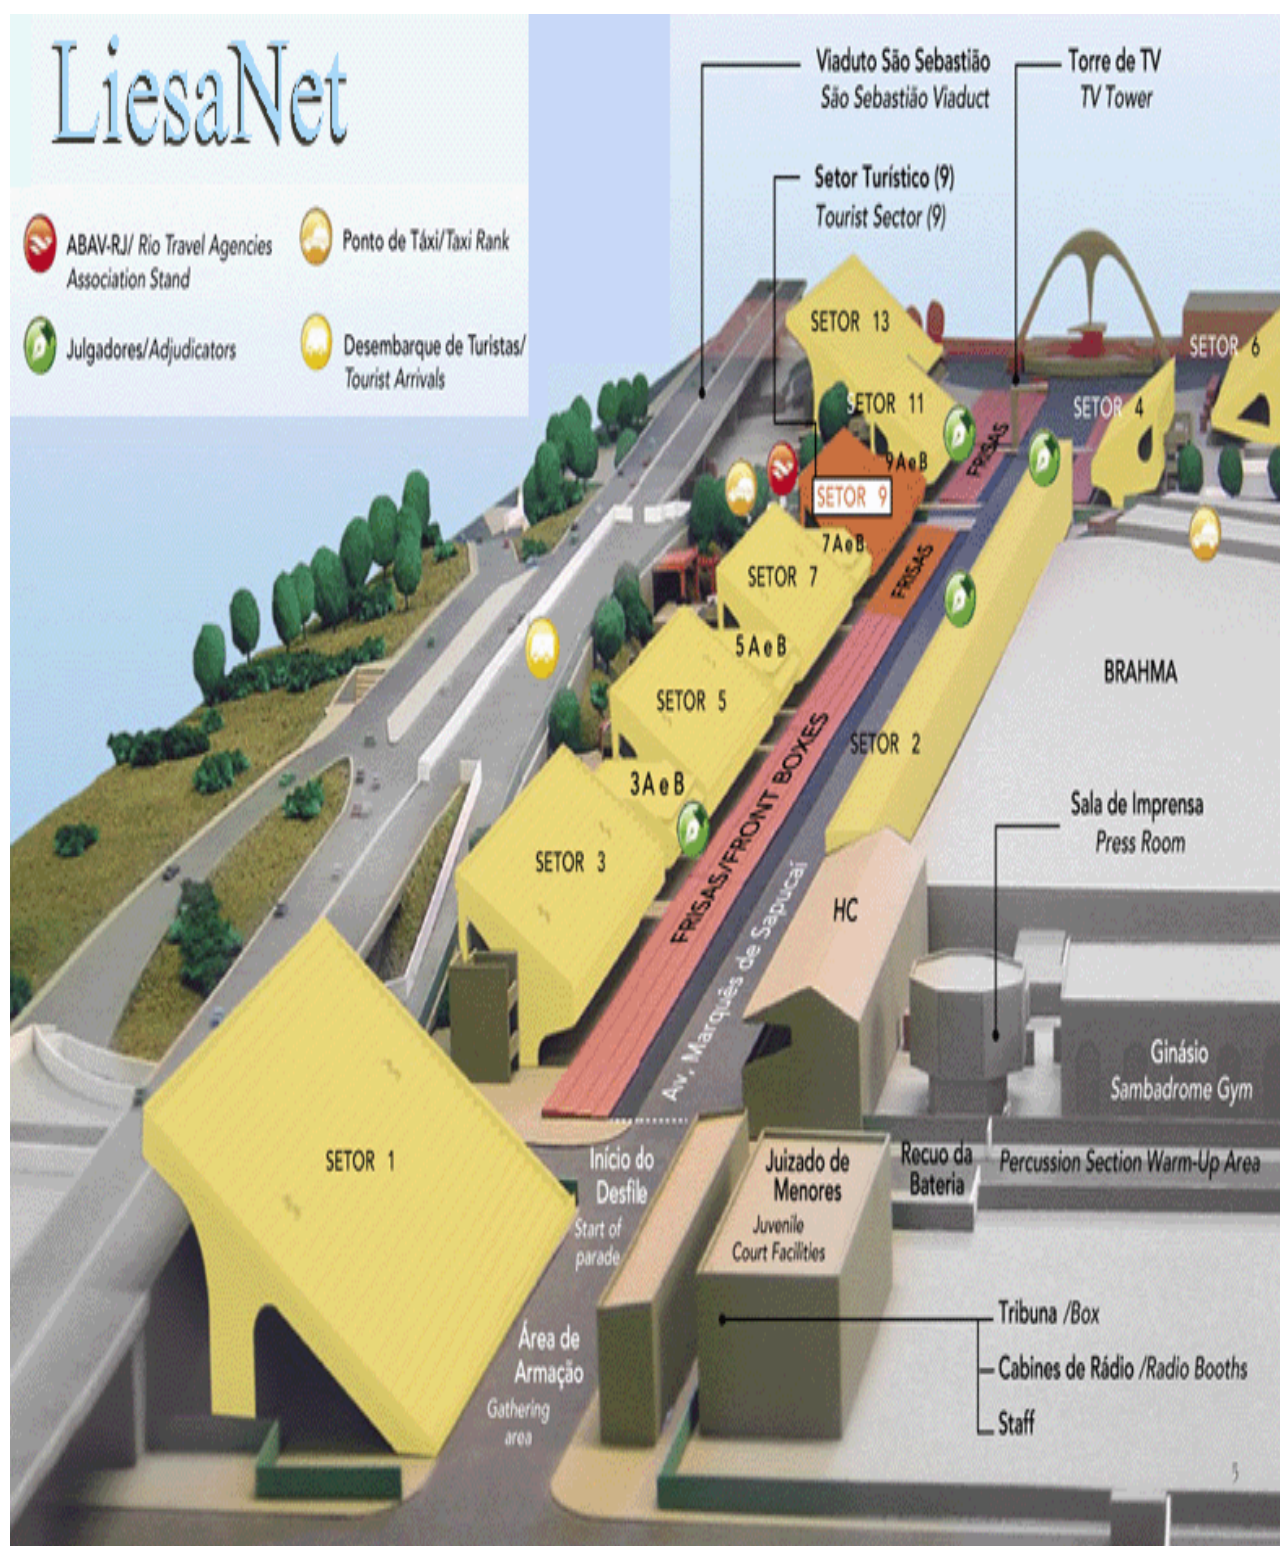 LiesaNet
ABAV-RJ/ Rio Travel Agencies
Association Stand
Ponto de Táxi/Taxi Rank
Julgadores/Adjudicators
Desembarque de Turistas/
Tourist Arrivals
Viaduto São Sebastião
São Sebastião Viaduct
Torre de TV
TV Tower
Setor Turístico (9)
Tourist Sector (9)
SETOR 13
SETOR 6
SETOR 11
SETOR 4
FRISAS
9 A e B
SETOR 9
7 A e B
FRISAS
SETOR 7
5 A e B
BRAHMA
SETOR 5
SETOR 2
3 A e B
FRISAS/FRONT BOXES
Sala de Imprensa
Press Room
SETOR 3
HC
Av. Marquês de Sapucaí
Ginásio
Sambadrome Gym
SETOR 1
Início do
Desfile
Start of
parade
Juizado de
Menores
Juvenile
Court Facilities
Recuo da
Bateria
Percussion Section Warm-Up Area
Área de
Armação
Gathering
area
Tribuna /Box
Cabines de Rádio /Radio Booths
Staff
5